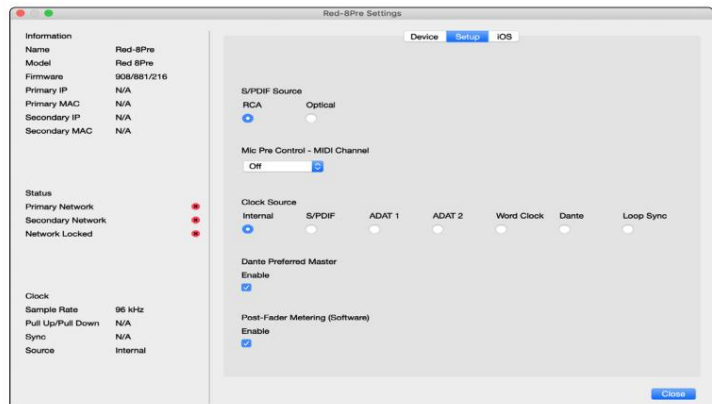 Red-8Pre Settings
Information
Name Red-8Pre
Model Red 8Pre
Firmware 908/881/216
Primary IP N/A
Primary MAC N/A
Secondary IP N/A
Secondary MAC N/A
Status
Primary Network
Secondary Network
Network Locked
Clock
Sample Rate 96 kHz
Pull Up/Pull Down N/A
Sync N/A
Source Internal
Device Setup iOS
S/PDIF Source
RCA Optical
Mic Pre Control - MIDI Channel
Off
Clock Source
Internal S/PDIF ADAT 1 ADAT 2 Word Clock Dante Loop Sync
Dante Preferred Master
Enable
Post-Fader Metering (Software)
Enable
Close